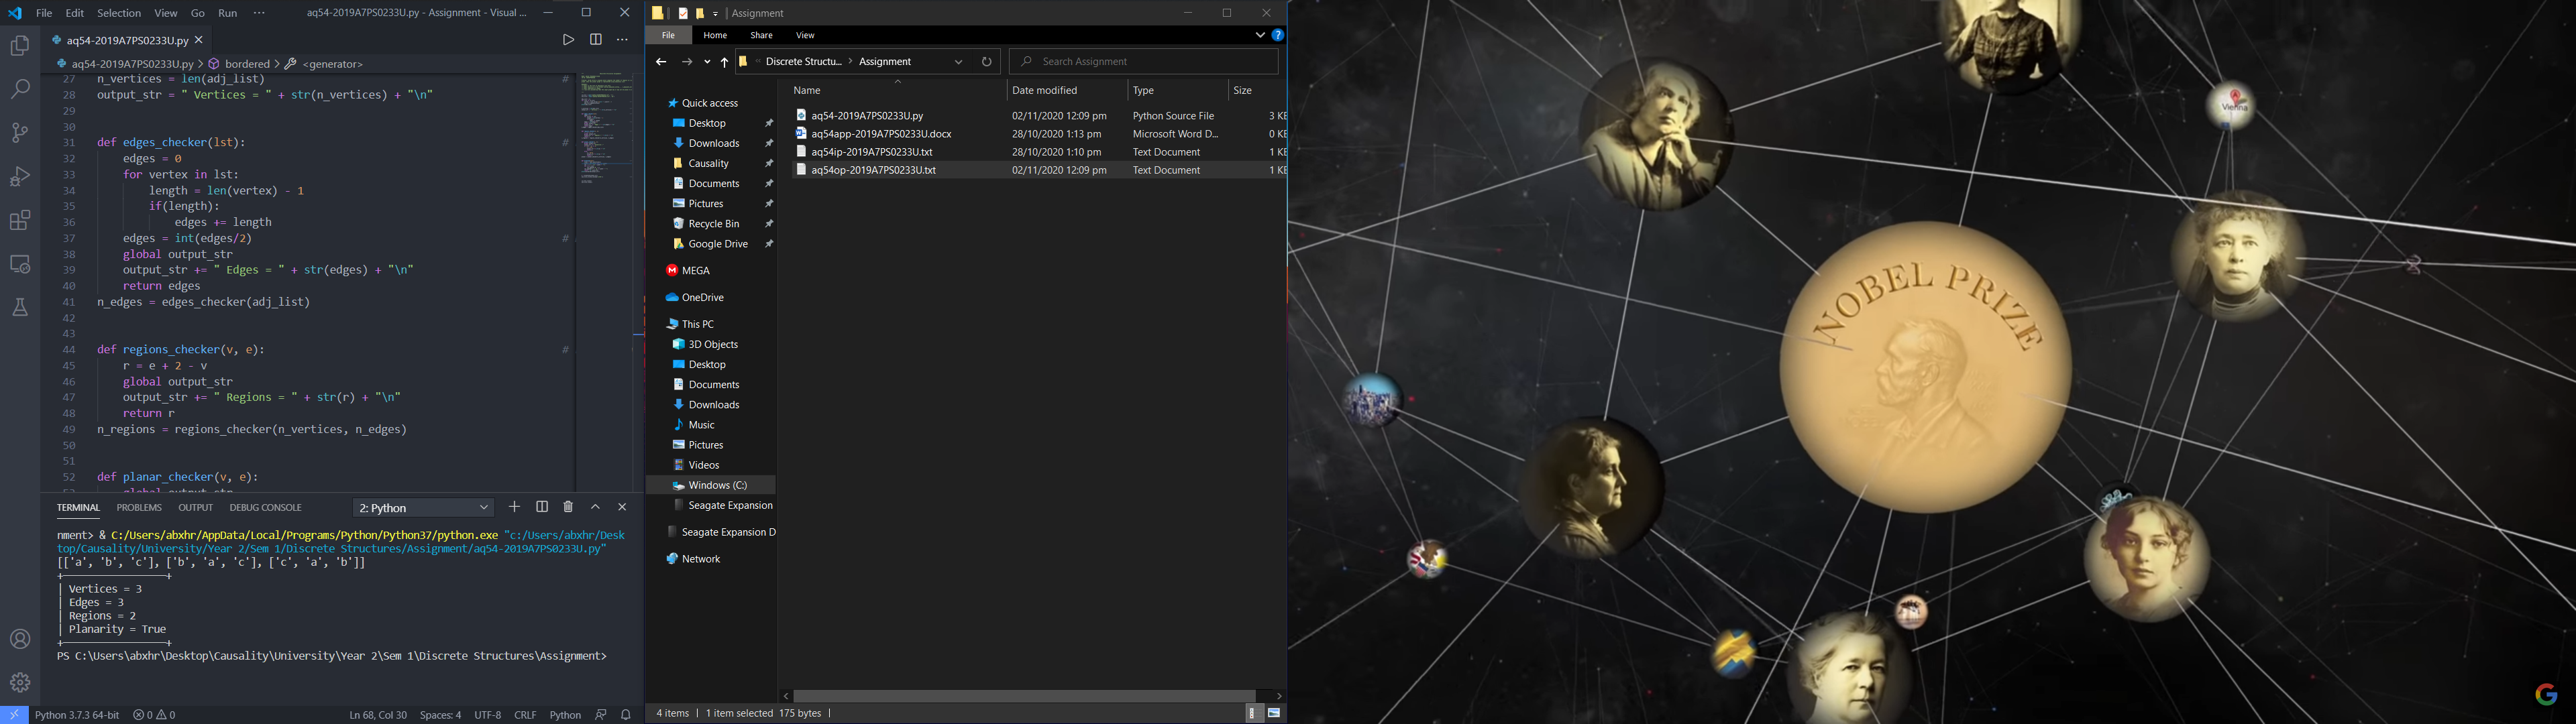 File Edit Selection View Go Run ··· aq54-2019A7PS0233U.py - Assignment - Visual ...
aq54-2019A7PS0233U.py
aq54-2019A7PS0233U.py > bordered > <generator>
27 n_vertices = len(adj_list) #
28 output_str = " Vertices = " + str(n_vertices) + "\n"
29
30
31 def edges_checker(lst): #
32 edges = 0
33 for vertex in lst:
34 length = len(vertex) - 1
35 if(length):
36 edges += length
37 edges = int(edges/2) #
38 global output_str
39 output_str += " Edges = " + str(edges) + "\n"
40 return edges
41 n_edges = edges_checker(adj_list)
42
43
44 def regions_checker(v, e): #
45 r = e + 2 - v
46 global output_str
47 output_str += " Regions = " + str(r) + "\n"
48 return r
49 n_regions = regions_checker(n_vertices, n_edges)
50
51
52 def planar_checker(v, e):
TERMINAL PROBLEMS OUTPUT DEBUG CONSOLE 2: Python
nment> & C:/Users/abxhr/AppData/Local/Programs/Python/Python37/python.exe "c:/Users/abxhr/Des
ktop/Causality/University/Year 2/Sem 1/Discrete Structures/Assignment/aq54-2019A7PS0233U.py"
[['a', 'b', 'c'], ['b', 'a', 'c'], ['c', 'a', 'b']]
+----------------+
| Vertices = 3
| Edges = 3
| Regions = 2
| Planarity = True
+----------------+
PS C:\Users\abxhr\Desktop\Causality\University\Year 2\Sem 1\Discrete Structures\Assignment>
Python 3.7.3 64-bit 0 0 Ln 68, Col 30 Spaces: 4 UTF-8 CRLF Python
Assignment
File Home Share View
Discrete Structu... > Assignment Search Assignment
Name Date modified Type Size
aq54-2019A7PS0233U.py 02/11/2020 12:09 pm Python Source File 3 KB
aq54app-2019A7PS0233U.docx 28/10/2020 1:13 pm Microsoft Word D... 0 KB
aq54ip-2019A7PS0233U.txt 28/10/2020 1:10 pm Text Document 1 KB
aq54op-2019A7PS0233U.txt 02/11/2020 12:09 pm Text Document 1 KB
Quick access
Desktop
Downloads
Causality
Documents
Pictures
Recycle Bin
Google Drive
MEGA
OneDrive
This PC
3D Objects
Desktop
Documents
Downloads
Music
Pictures
Videos
Windows (C:)
Seagate Expansion
Seagate Expansion D
Network
4 items 1 item selected 175 bytes
Vienna
NOBEL PRIZE
G